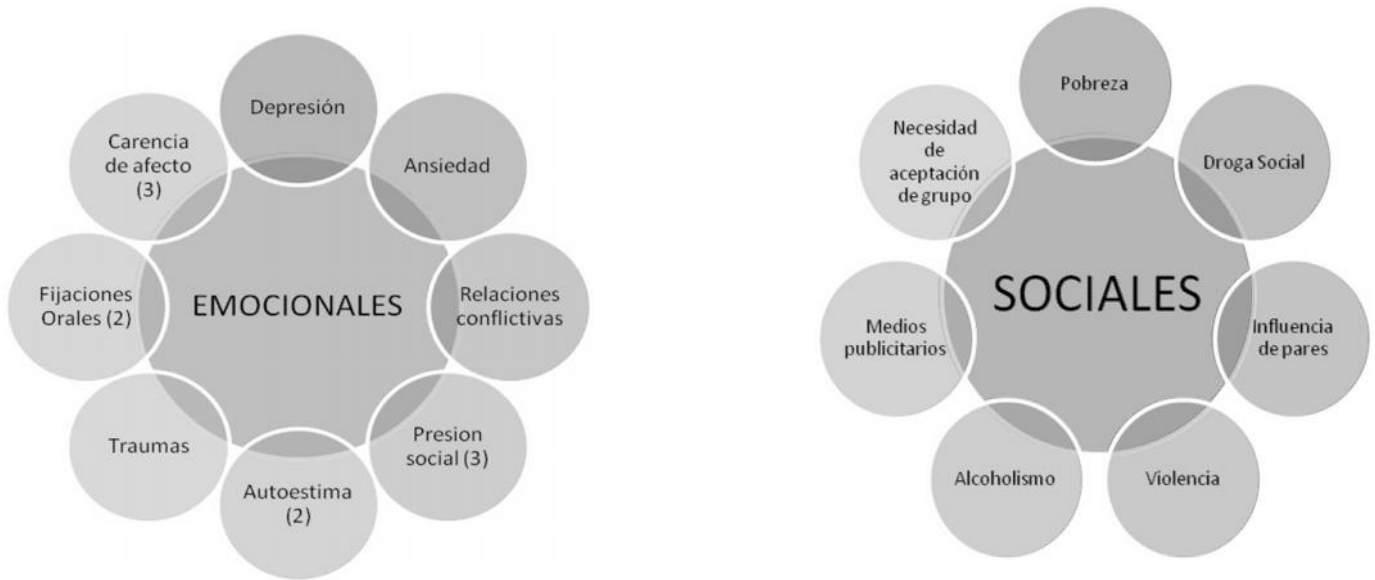 Depresión
Ansiedad
Relaciones
conflictivas
Presion
social (3)
Autoestima
(2)
Traumas
Fijaciones
Orales (2)
Carencia
de afecto
(3)
EMOCIONALES
Pobreza
Droga Social
Influencia
de pares
Violencia
Alcoholismo
Medios
publicitarios
Necesidad
de
aceptación
de grupo
SOCIALES